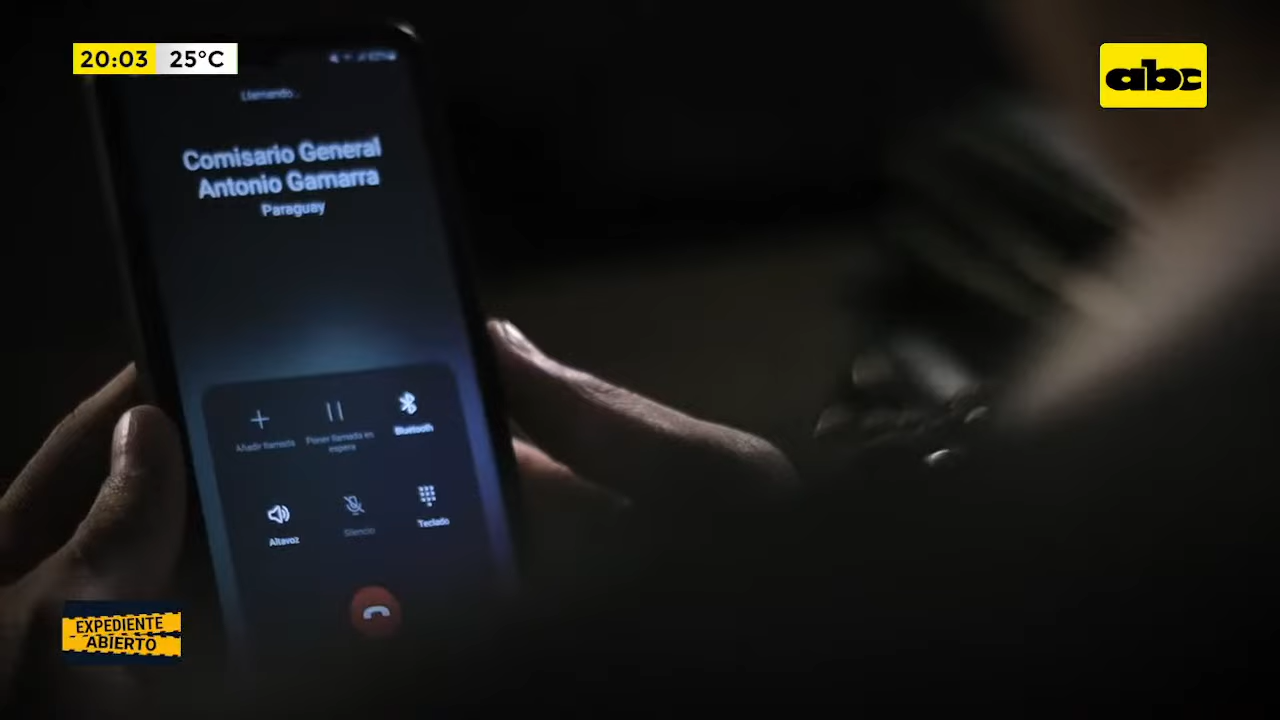 20:03 25°C
abc
Llamando...
Comisario General
Antonio Gamarra
Paraguay
Añadir llamada
Poner llamada en
espera
Bluetooth
Altavoz
Silencio
Teclado
EXPEDIENTE
ABIERTO